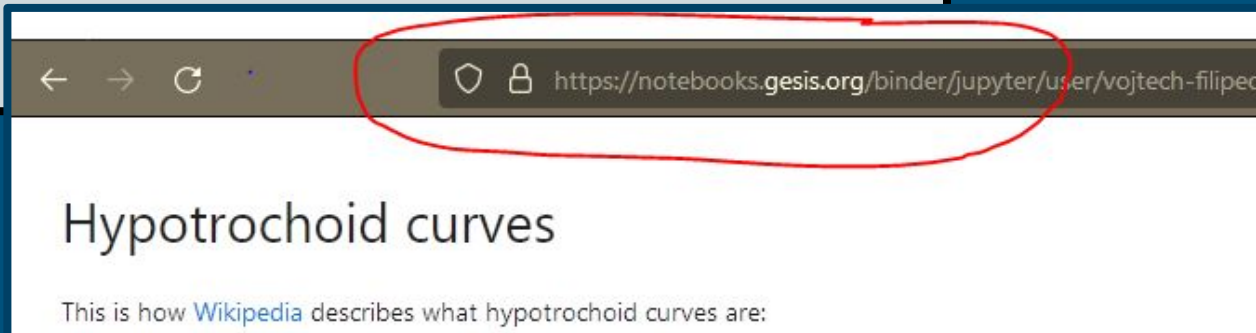 https://notebooks.gesis.org/binder/jupyter/user/vojtech-filipec
Hypotrochoid curves
This is how Wikipedia describes what hypotrochoid curves are: